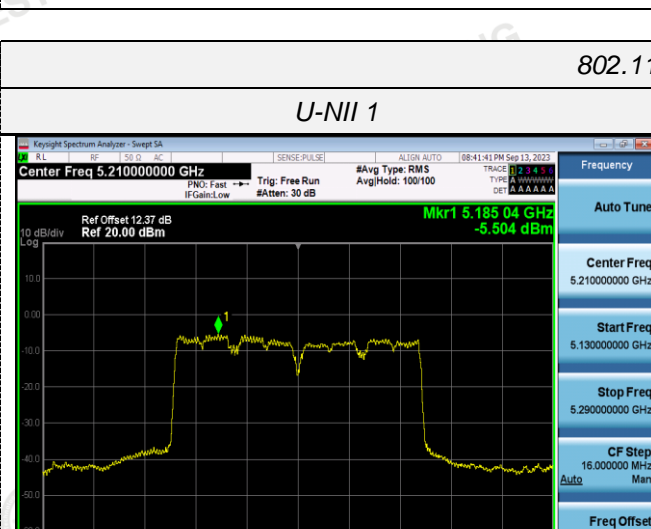 802.11
U-NII 1
Keysight Spectrum Analyzer - Swept SA
RL RF 50 Ω AC SENSE:PULSE ALIGN AUTO 08:41:41 PM Sep 13, 2023
Center Freq 5.210000000 GHz
PNO: Fast
IFGain:Low
Trig: Free Run
#Atten: 30 dB
#Avg Type: RMS
Avg|Hold: 100/100
TRACE 1 2 3 4 5 6
TYPE A WWWWW
DET A A A A A A
Frequency
Auto Tune
Center Freq
5.210000000 GHz
Start Freq
5.130000000 GHz
Stop Freq
5.290000000 GHz
CF Step
16.000000 MHz
Auto Man
Freq Offset
Ref Offset 12.37 dB
10 dB/div Ref 20.00 dBm
Log
Mkr1 5.185 04 GHz
-5.504 dBm
1
10.0
0.00
-10.0
-20.0
-30.0
-40.0
-50.0